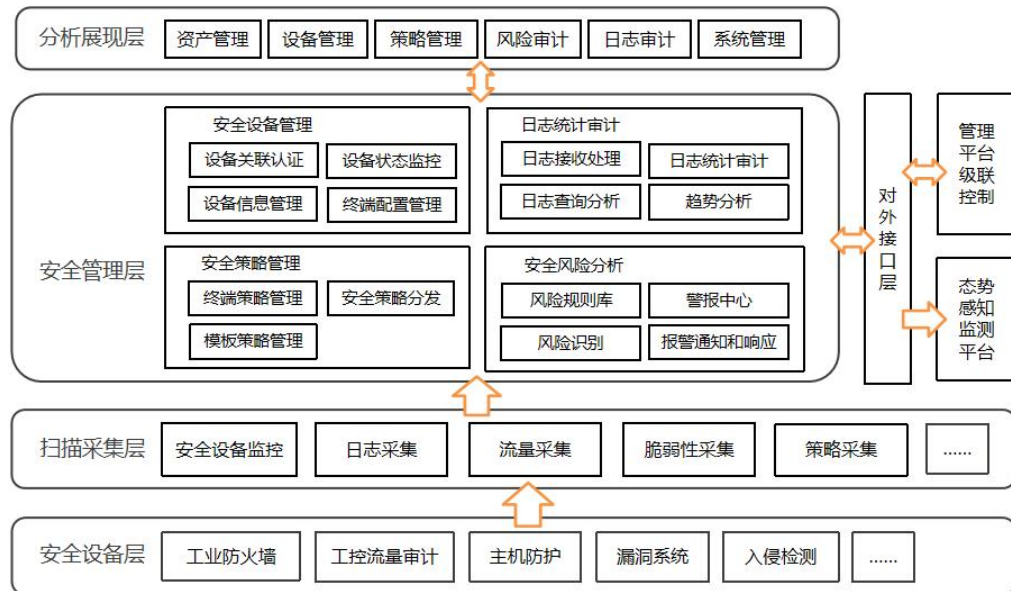 分析展现层
资产管理
设备管理
策略管理
风险审计
日志审计
系统管理
安全管理层
安全设备管理
设备关联认证
设备状态监控
设备信息管理
终端配置管理
日志统计审计
日志接收处理
日志统计审计
日志查询分析
趋势分析
安全策略管理
终端策略管理
安全策略分发
模板策略管理
安全风险分析
风险规则库
警报中心
风险识别
报警通知和响应
对外接口层
管理
平台
级联
控制
态势
感知
监测
平台
扫描采集层
安全设备监控
日志采集
流量采集
脆弱性采集
策略采集
......
安全设备层
工业防火墙
工控流量审计
主机防护
漏洞系统
入侵检测
......